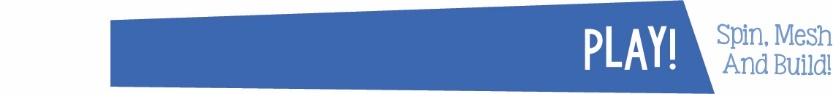 PLAY!
Spin, Mesh
And Build!